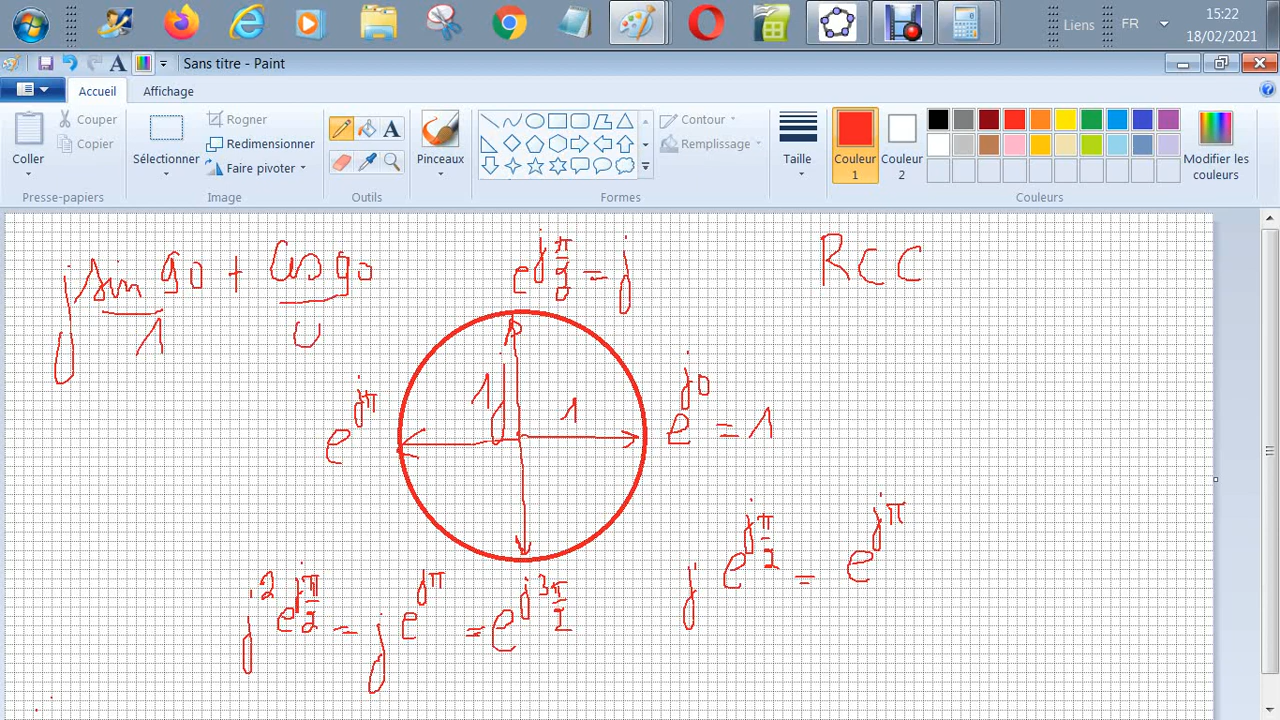 15:22
Liens FR
18/02/2021
Sans titre - Paint
Accueil Affichage
Couper
Copier
Coller
Presse-papiers
Rogner
Redimensionner
Faire pivoter
Sélectionner
Image
Outils
Pinceaux
Contour
Remplissage
Formes
Taille
Couleur 1
Couleur 2
Modifier les couleurs
Couleurs
j sin 90 + cos 90
1 0
e^{jπ/2} = j
RCC
e^{jπ}
1j 1
e^{j0} = 1
j e^{jπ/2} = e^{jπ}
j^2 e^{jπ/2} = j e^{jπ} = e^{j3π/2}